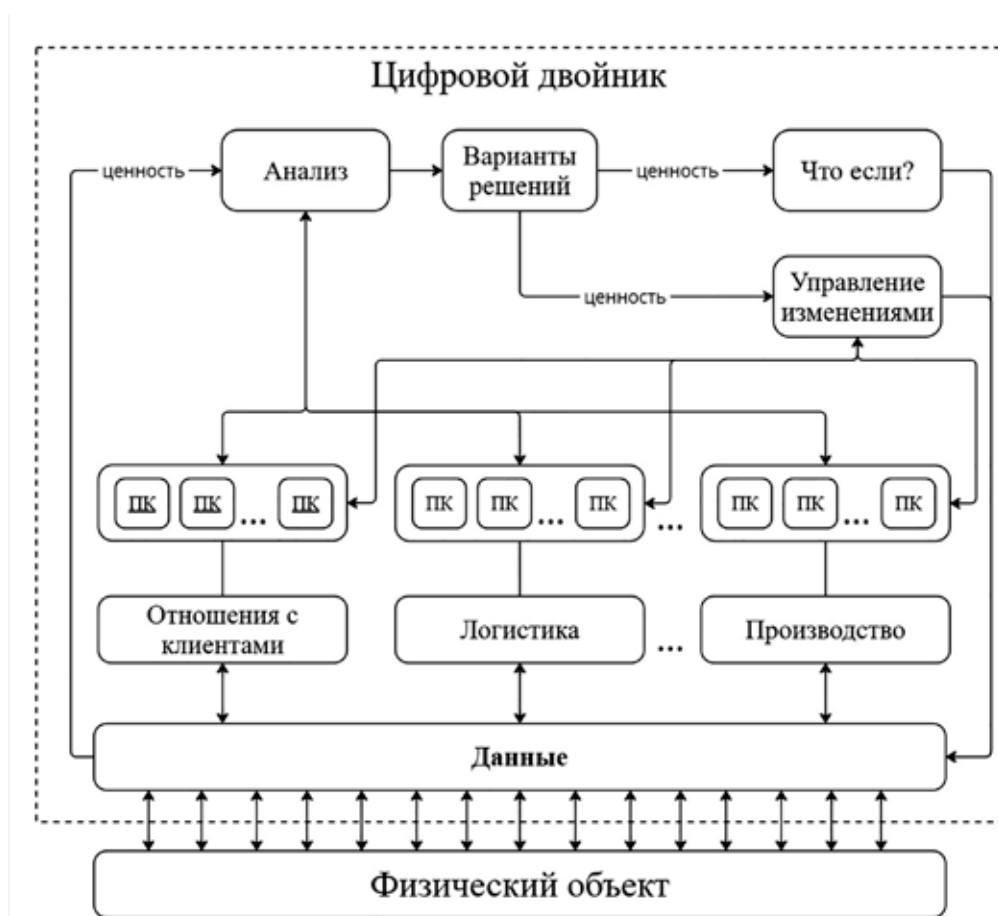 Цифровой двойник
ценность
Анализ
Варианты
решений
ценность
Что если?
ценность
Управление
изменениями
ПК ПК ... ПК
ПК ПК ... ПК
...
ПК ПК ... ПК
Отношения с
клиентами
Логистика
...
Производство
Данные
Физический объект